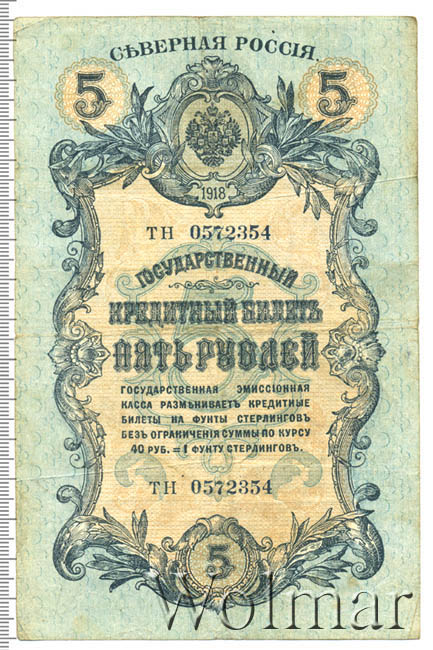 СѢВЕРНАЯ РОССІЯ.
5 5
1918
ТН 0572354
ГОСУДАРСТВЕННЫЙ
КРЕДИТНЫЙ БИЛЕТЪ
ПЯТЬ РУБЛЕЙ
ГОСУДАРСТВЕННАЯ ЭМИССІОННАЯ
КАССА РАЗМѢНИВАЕТЪ КРЕДИТНЫЕ
БИЛЕТЫ НА ФУНТЫ СТЕРЛИНГОВЪ
БЕЗЪ ОГРАНИЧЕНІЯ СУММЫ ПО КУРСУ
40 РУБ. = 1 ФУНТУ СТЕРЛИНГОВЪ.
ТН 0572354
5
Wolmar